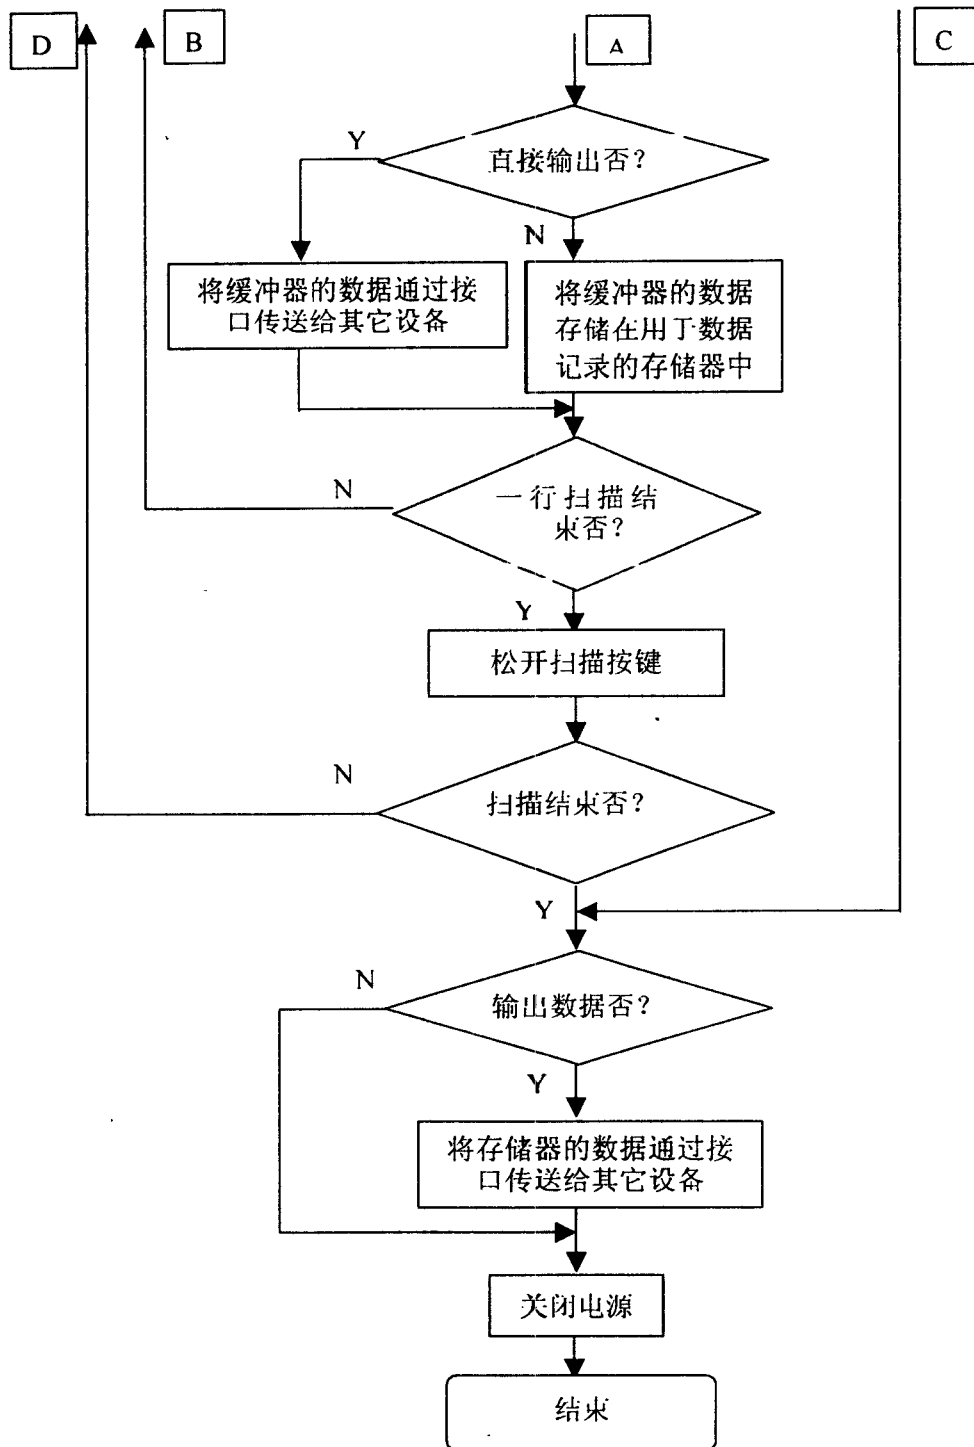 D
B
A
C
Y
直接输出否？
N
将缓冲器的数据通过接
口传送给其它设备
将缓冲器的数据
存储在用于数据
记录的存储器中
N
一行扫描结
束否？
Y
松开扫描按键
N
扫描结束否？
Y
N
输出数据否？
Y
将存储器的数据通过接
口传送给其它设备
关闭电源
结束